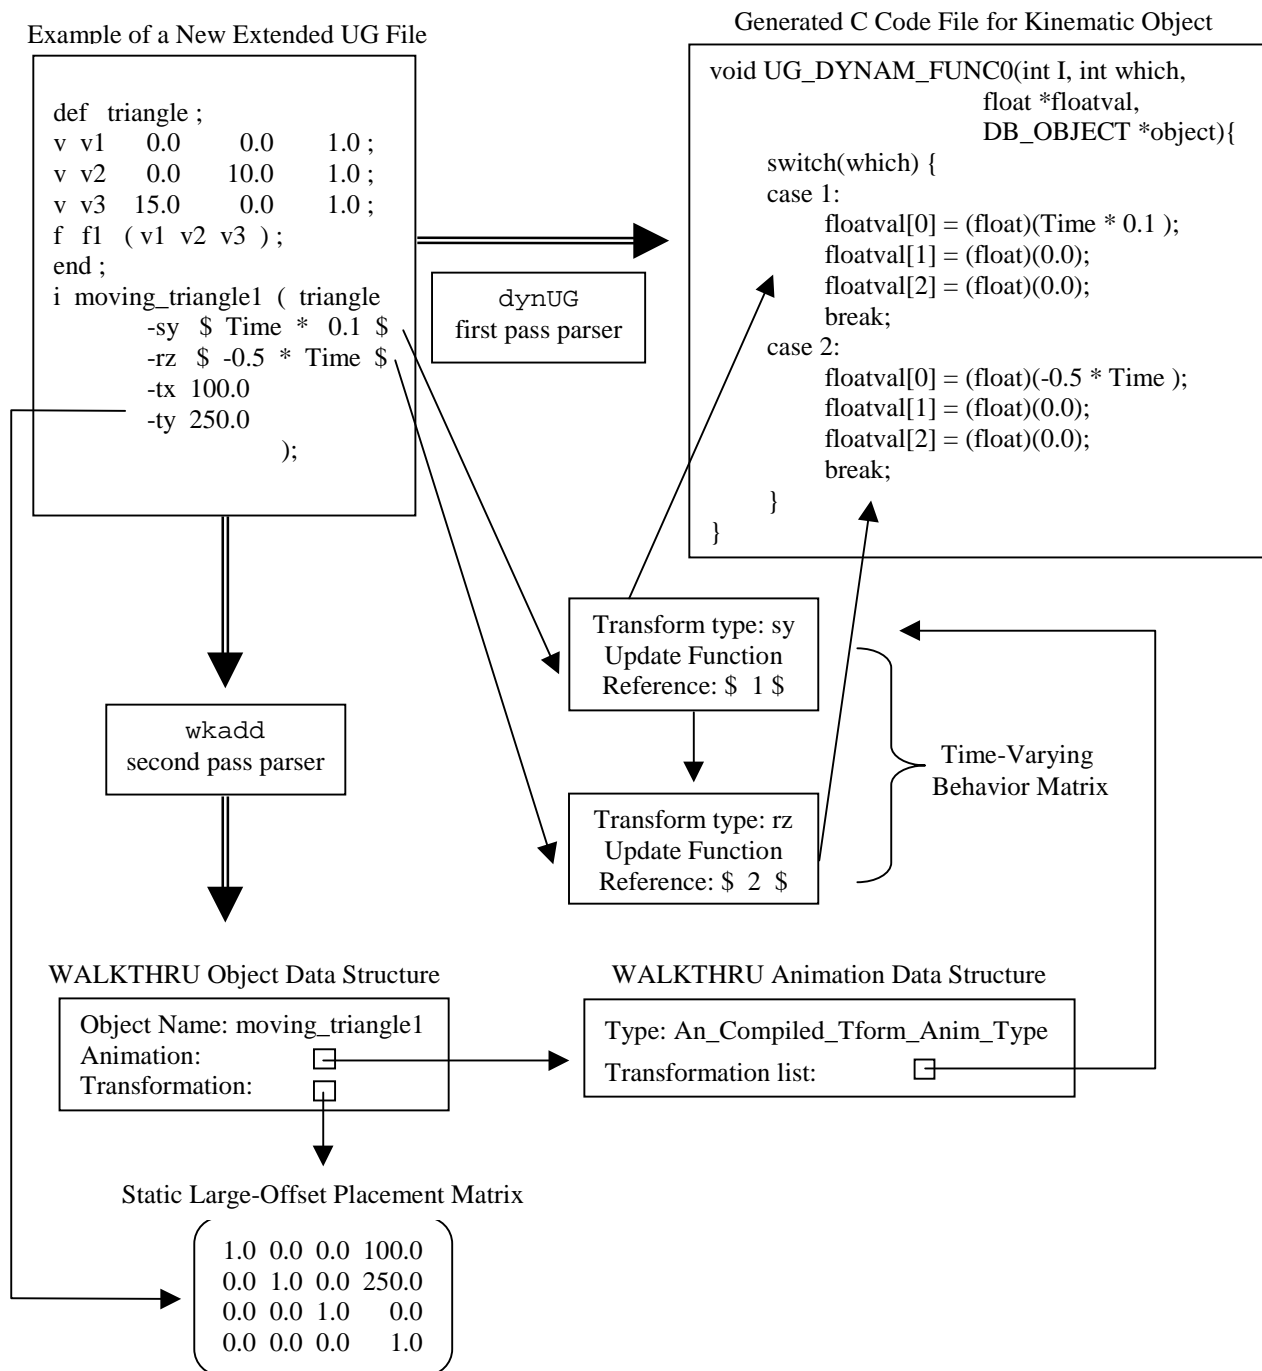 Example of a New Extended UG File
def triangle ;
v v1 0.0 0.0 1.0 ;
v v2 0.0 10.0 1.0 ;
v v3 15.0 0.0 1.0 ;
f f1 ( v1 v2 v3 ) ;
end ;
i moving_triangle1 ( triangle
-sy $ Time * 0.1 $
-rz $ -0.5 * Time $
-tx 100.0
-ty 250.0
);
Generated C Code File for Kinematic Object
void UG_DYNAM_FUNC0(int I, int which,
float *floatval,
DB_OBJECT *object){
switch(which) {
case 1:
floatval[0] = (float)(Time * 0.1 );
floatval[1] = (float)(0.0);
floatval[2] = (float)(0.0);
break;
case 2:
floatval[0] = (float)(-0.5 * Time );
floatval[1] = (float)(0.0);
floatval[2] = (float)(0.0);
break;
}
}
dynUG
first pass parser
Transform type: sy
Update Function
Reference: $ 1 $
Transform type: rz
Update Function
Reference: $ 2 $
Time-Varying
Behavior Matrix
wkadd
second pass parser
WALKTHRU Object Data Structure
Object Name: moving_triangle1
Animation:
Transformation:
WALKTHRU Animation Data Structure
Type: An_Compiled_Tform_Anim_Type
Transformation list:
Static Large-Offset Placement Matrix
1.0 0.0 0.0 100.0
0.0 1.0 0.0 250.0
0.0 0.0 1.0 0.0
0.0 0.0 0.0 1.0